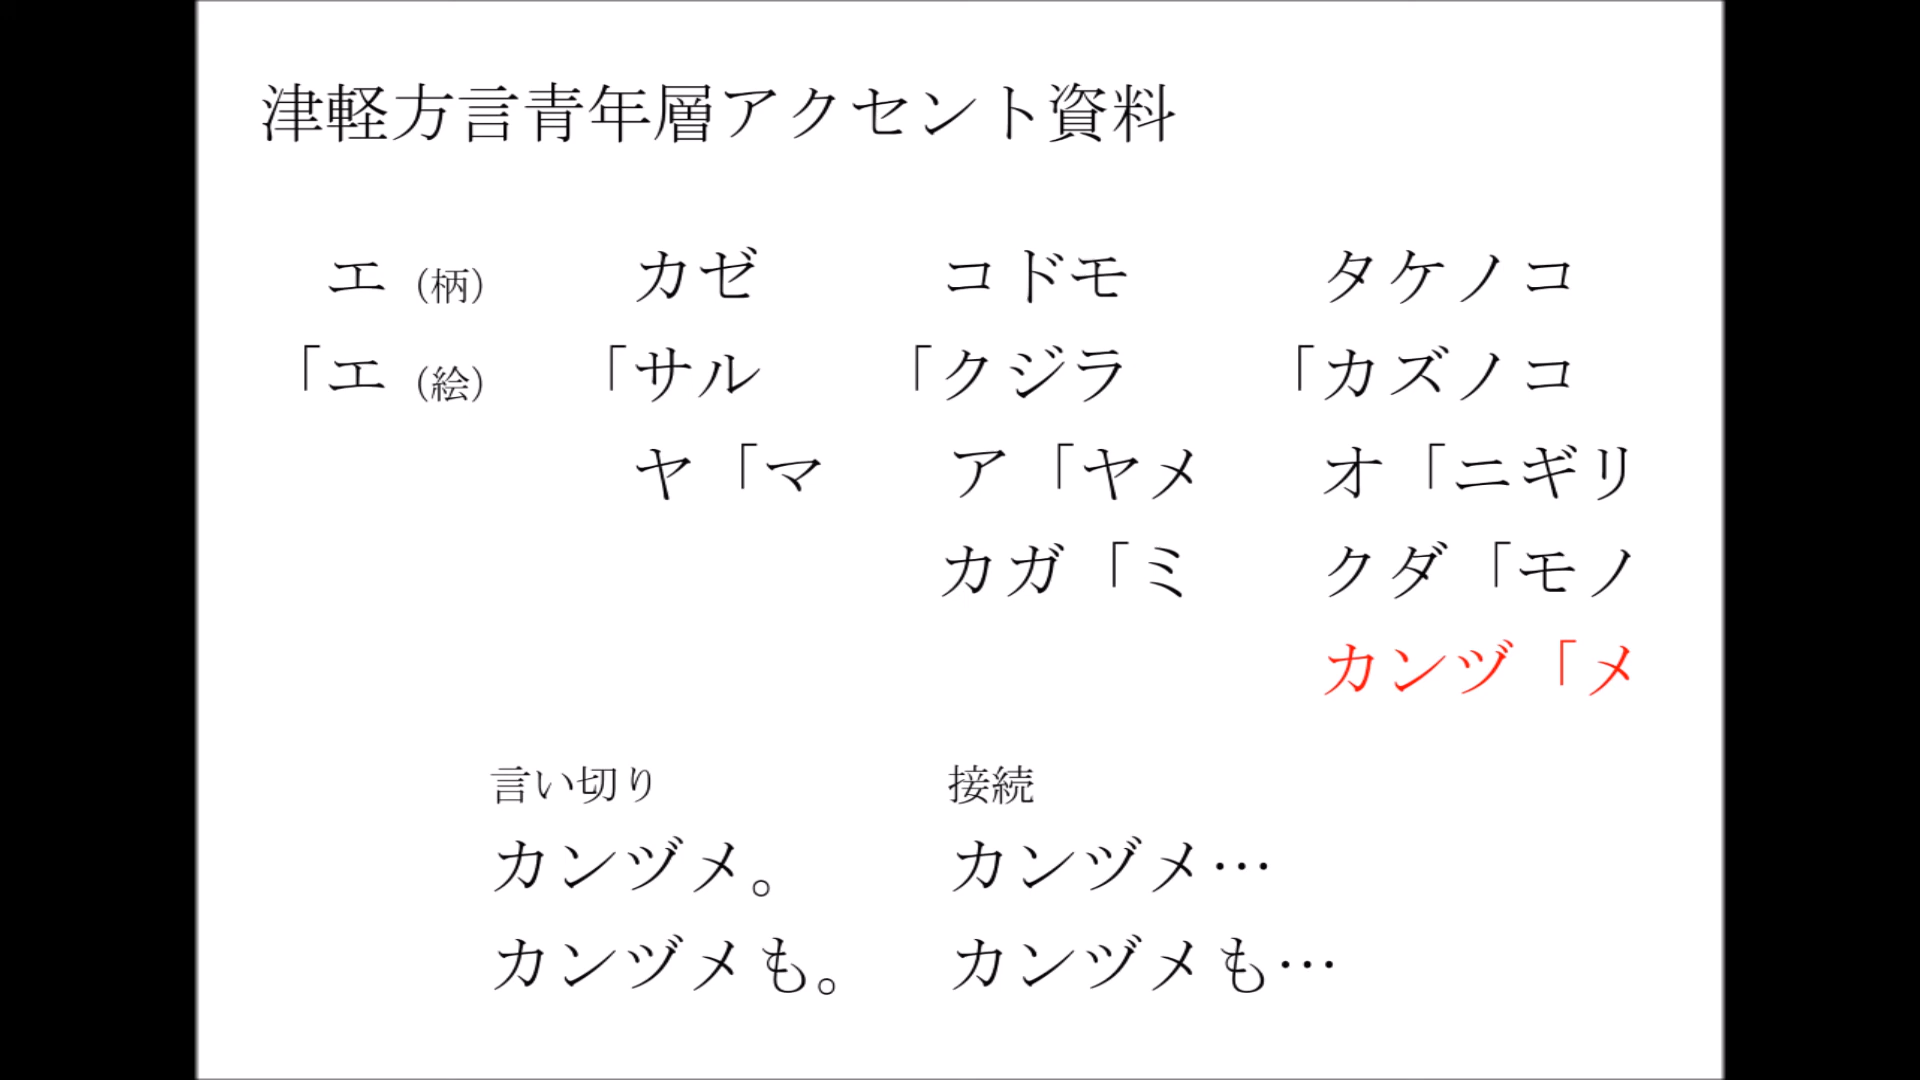 津軽方言青年層アクセント資料
エ（柄） カゼ コドモ タケノコ
「エ（絵） 「サル 「クジラ 「カズノコ
ヤ「マ ア「ヤメ オ「ニギリ
カガ「ミ クダ「モノ
カンヅ「メ
言い切り 接続
カンヅメ。 カンヅメ…
カンヅメも。 カンヅメも…